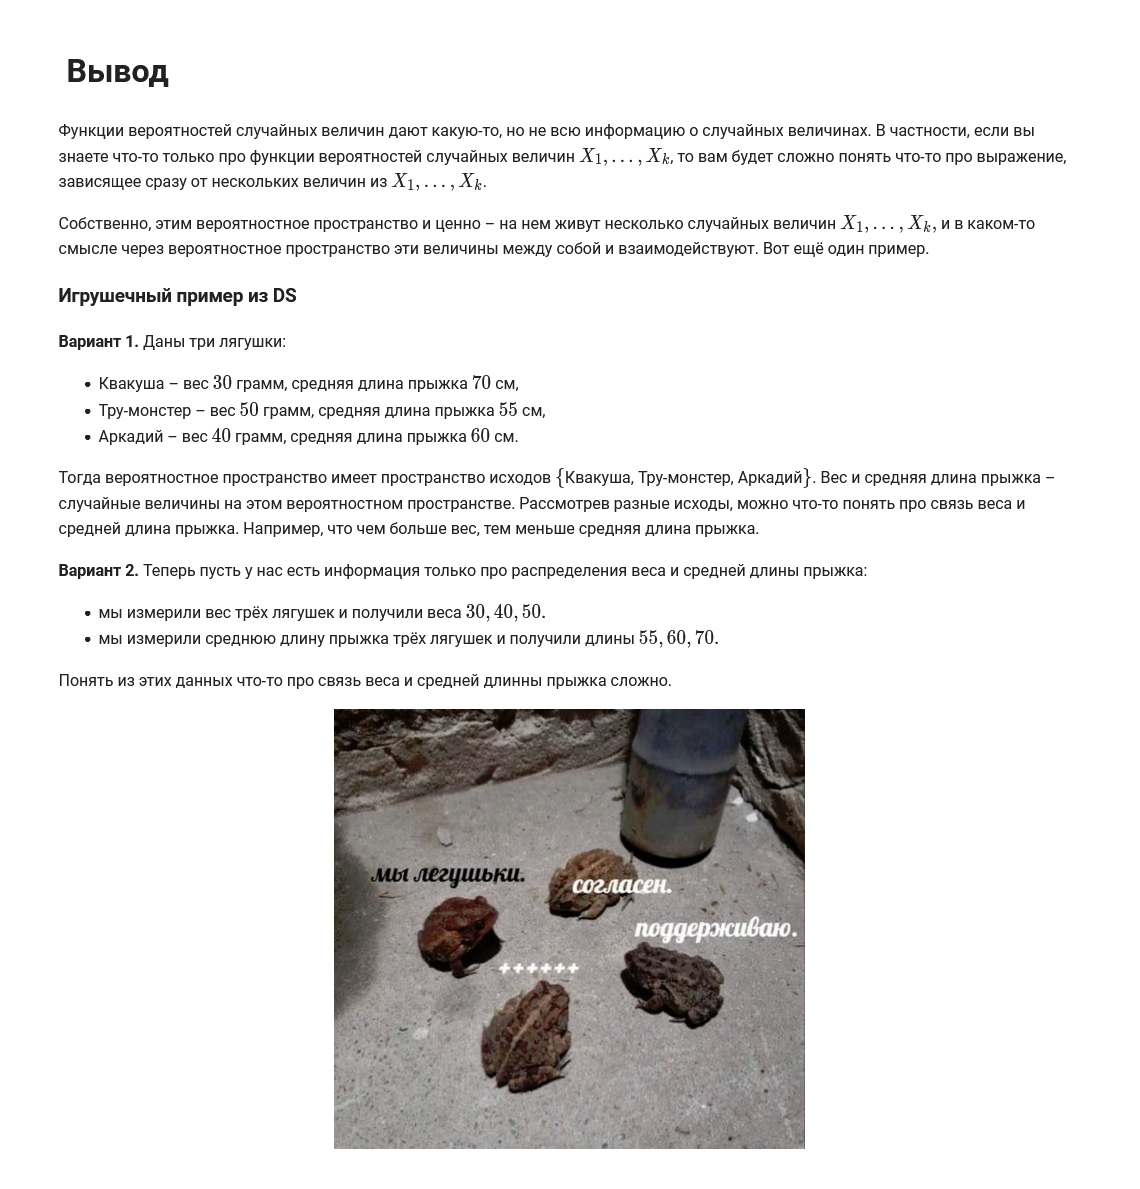 Вывод
Функции вероятностей случайных величин дают какую-то, но не всю информацию о случайных величинах. В частности, если вы
знаете что-то только про функции вероятностей случайных величин X₁, . . . , Xₖ, то вам будет сложно понять что-то про выражение,
зависящее сразу от нескольких величин из X₁, . . . , Xₖ.
Собственно, этим вероятностное пространство и ценно – на нем живут несколько случайных величин X₁, . . . , Xₖ, и в каком-то
смысле через вероятностное пространство эти величины между собой и взаимодействуют. Вот ещё один пример.
Игрушечный пример из DS
Вариант 1. Даны три лягушки:
• Квакуша – вес 30 грамм, средняя длина прыжка 70 см,
• Тру-монстер – вес 50 грамм, средняя длина прыжка 55 см,
• Аркадий – вес 40 грамм, средняя длина прыжка 60 см.
Тогда вероятностное пространство имеет пространство исходов {Квакуша, Тру-монстер, Аркадий}. Вес и средняя длина прыжка –
случайные величины на этом вероятностном пространстве. Рассмотрев разные исходы, можно что-то понять про связь веса и
средней длина прыжка. Например, что чем больше вес, тем меньше средняя длина прыжка.
Вариант 2. Теперь пусть у нас есть информация только про распределения веса и средней длины прыжка:
• мы измерили вес трёх лягушек и получили веса 30, 40, 50.
• мы измерили среднюю длину прыжка трёх лягушек и получили длины 55, 60, 70.
Понять из этих данных что-то про связь веса и средней длинны прыжка сложно.
мы легушьки.
согласен.
поддерживаю.
++++++